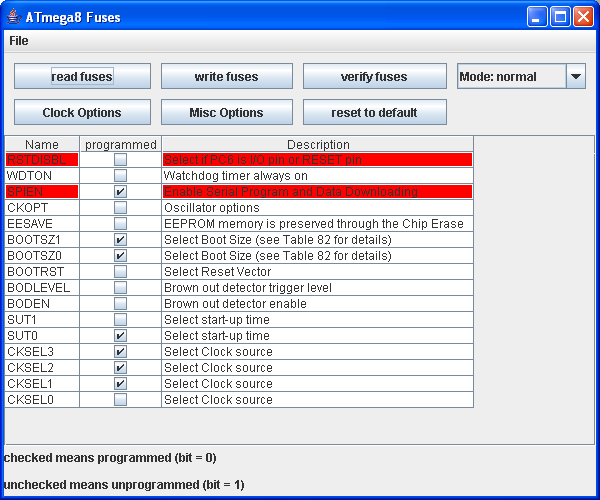 ATmega8 Fuses
File
read fuses write fuses verify fuses Mode: normal
Clock Options Misc Options reset to default
Name programmed Description
RSTDISBL Select if PC6 is I/O pin or RESET pin
WDTON Watchdog timer always on
SPIEN Enable Serial Program and Data Downloading
CKOPT Oscillator options
EESAVE EEPROM memory is preserved through the Chip Erase
BOOTSZ1 Select Boot Size (see Table 82 for details)
BOOTSZ0 Select Boot Size (see Table 82 for details)
BOOTRST Select Reset Vector
BODLEVEL Brown out detector trigger level
BODEN Brown out detector enable
SUT1 Select start-up time
SUT0 Select start-up time
CKSEL3 Select Clock source
CKSEL2 Select Clock source
CKSEL1 Select Clock source
CKSEL0 Select Clock source
checked means programmed (bit = 0)
unchecked means unprogrammed (bit = 1)